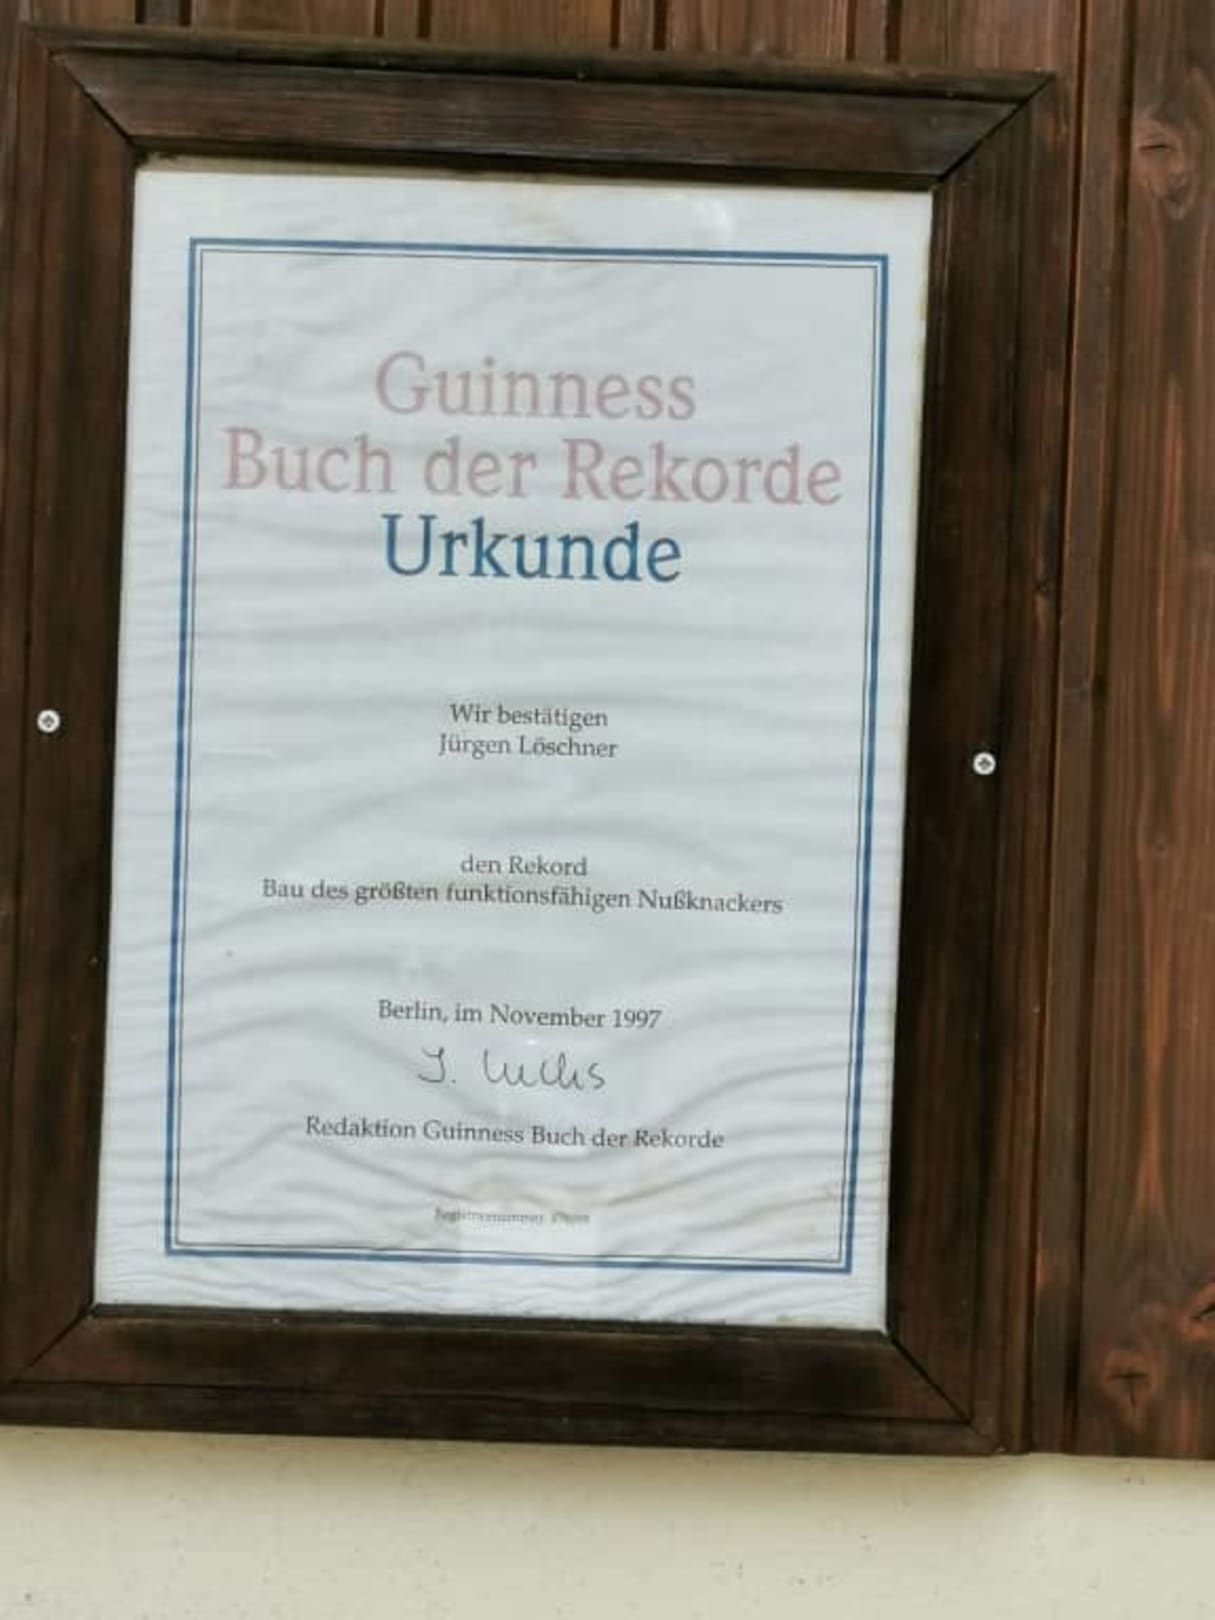 Guinness
Buch der Rekorde
Urkunde
Wir bestätigen
Jürgen Löschner
den Rekord
Bau des größten funktionsfähigen Nußknackers
Berlin, im November 1997
Redaktion Guinness Buch der Rekorde
Registriernummer